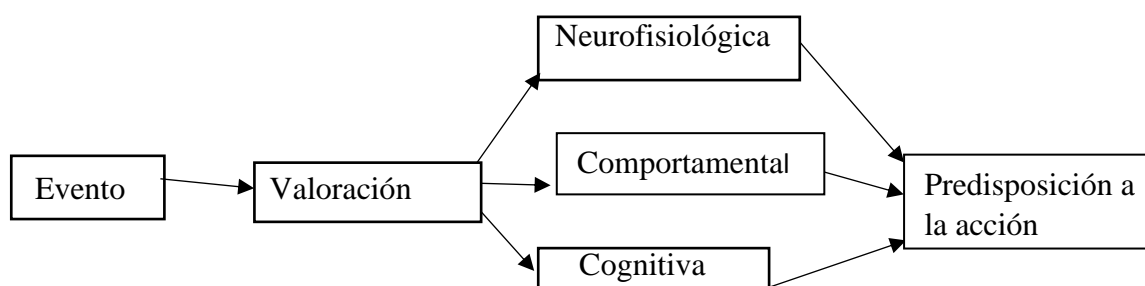 Neurofisiológica
Comportamental
Evento
Valoración
Predisposición a
la acción
Cognitiva